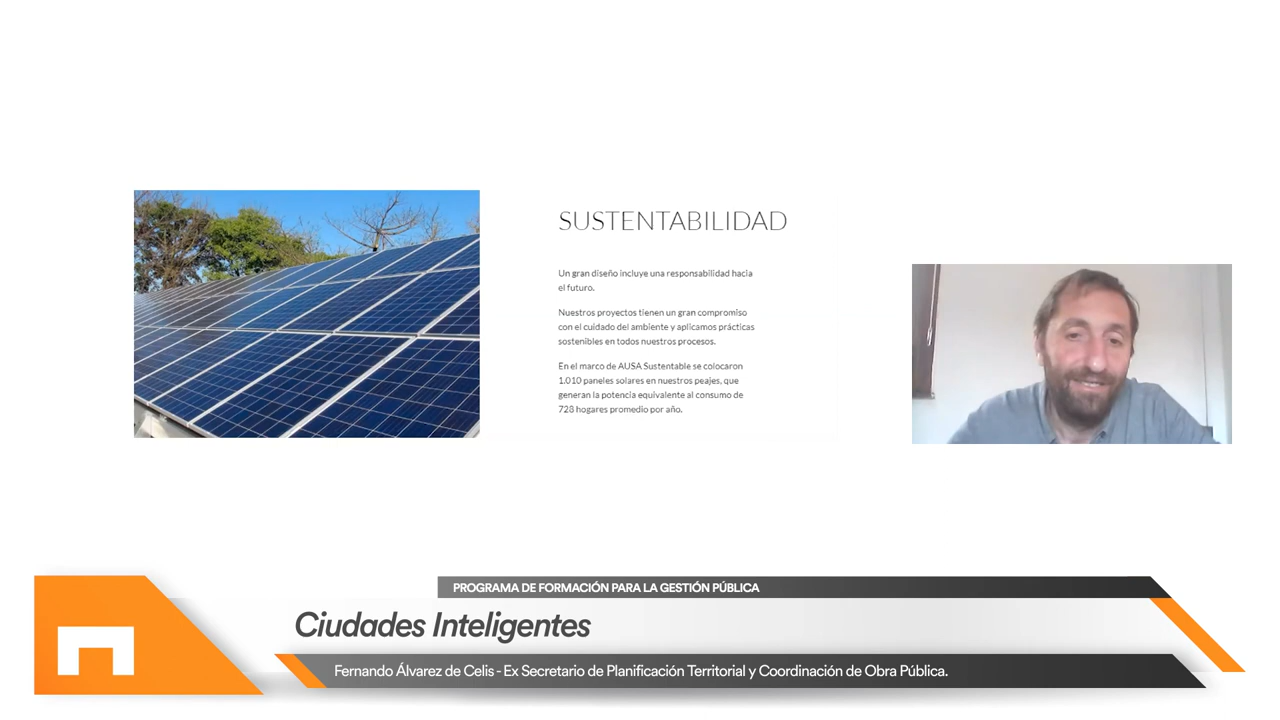 SUSTENTABILIDAD
Un gran diseño incluye una responsabilidad hacia
el futuro.
Nuestros proyectos tienen un gran compromiso
con el cuidado del ambiente y aplicamos prácticas
sostenibles en todos nuestros procesos.
En el marco de AUSA Sustentable se colocaron
1.010 paneles solares en nuestros peajes, que
generan la potencia equivalente al consumo de
728 hogares promedio por año.
PROGRAMA DE FORMACIÓN PARA LA GESTIÓN PÚBLICA
Ciudades Inteligentes
Fernando Álvarez de Celis - Ex Secretario de Planificación Territorial y Coordinación de Obra Pública.